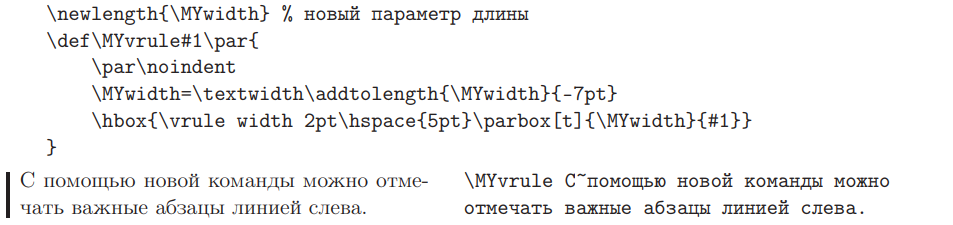 \newlength{\MYwidth} % новый параметр длины
\def\MYvrule#1\par{
\par\noindent
\MYwidth=\textwidth\addtolength{\MYwidth}{-7pt}
\hbox{\vrule width 2pt\hspace{5pt}\parbox[t]{\MYwidth}{#1}}
}
С помощью новой команды можно отме-
чать важные абзацы линией слева.
\MYvrule С~помощью новой команды можно
отмечать важные абзацы линией слева.